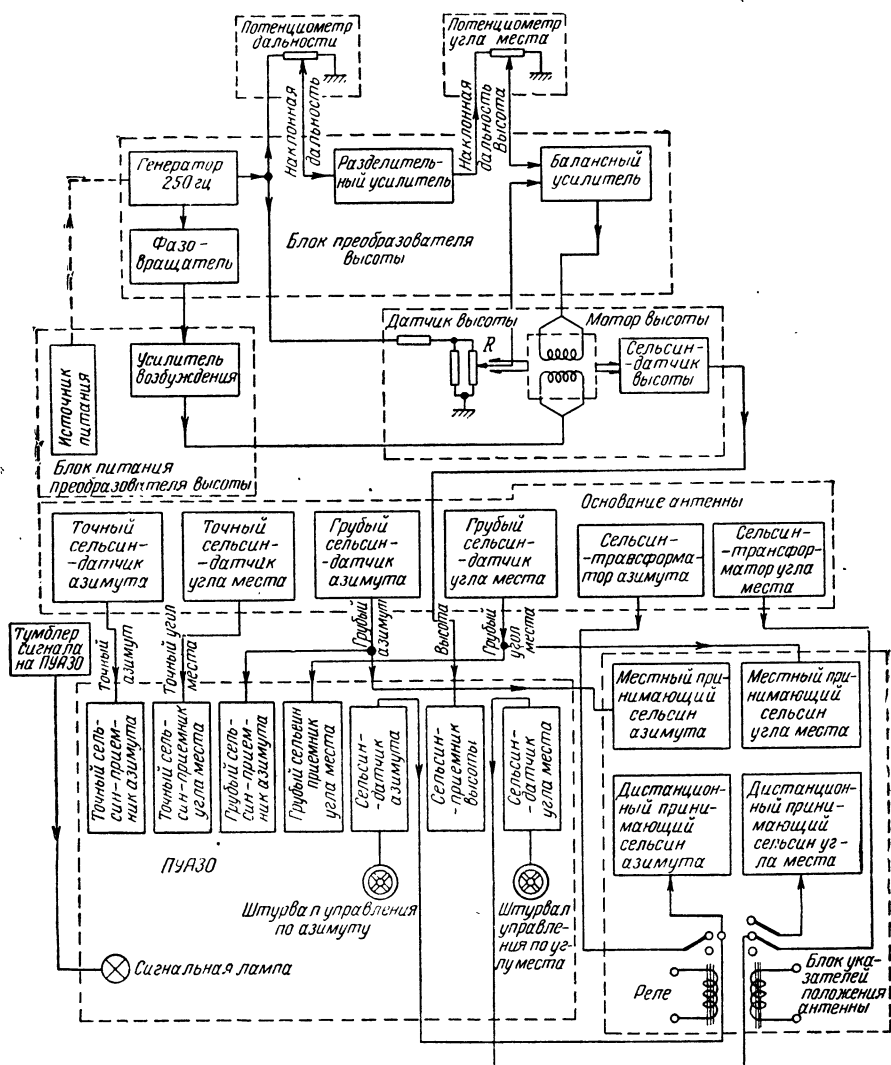 Потенциометр
дальности
Потенциометр
угла места
Наклонная
дальность
Наклонная
дальность
Высота
Генератор
250 гц
Разделитель-
ный усилитель
Балансный
усилитель
Фазо-
вращатель
Блок преобразователя
высоты
Датчик высоты
Мотор высоты
R
Сельсин-
-датчик
высоты
Источник
питания
Усилитель
возбуждения
Блок питания
преобразователя высоты
Основание антенны
Точный
сельсин-
-датчик
азимута
Точный
сельсин-
-датчик
угла места
Грубый
сельсин-
-датчик
азимута
Грубый
сельсин-
датчик
угла места
Сельсин-
-трансформа-
тор азимута
Сельсин-
-трансфор-
матор угла
места
Тумблер
сигнала
на ПУАЗО
Точный
азимут
Точный угол
места
Грубый
азимут
Высота
Грубый
угол
места
Местный при-
нимающий
сельсин
азимута
Местный при-
нимающий
сельсин
угла места
Точный сель-
син-прием-
ник азимута
Точный сель-
син-приемник
угла места
Грубый сель-
син-прием-
ник азимута
Грубый сельсин
приемник
угла места
Сельсин-
-датчик
азимута
Сельсин-
-приемник
высоты
Сельсин-
-датчик
угла места
Дистанцион-
ный прини-
мающий
сельсин
азимута
Дистанцион-
ный прини-
мающий
сельсин уг-
ла места
ПУАЗО
Штурвал управления
по азимуту
Штурвал
управле-
ния по уг-
лу места
Сигнальная лампа
Реле
Блок ука-
зателей
положения
антенны